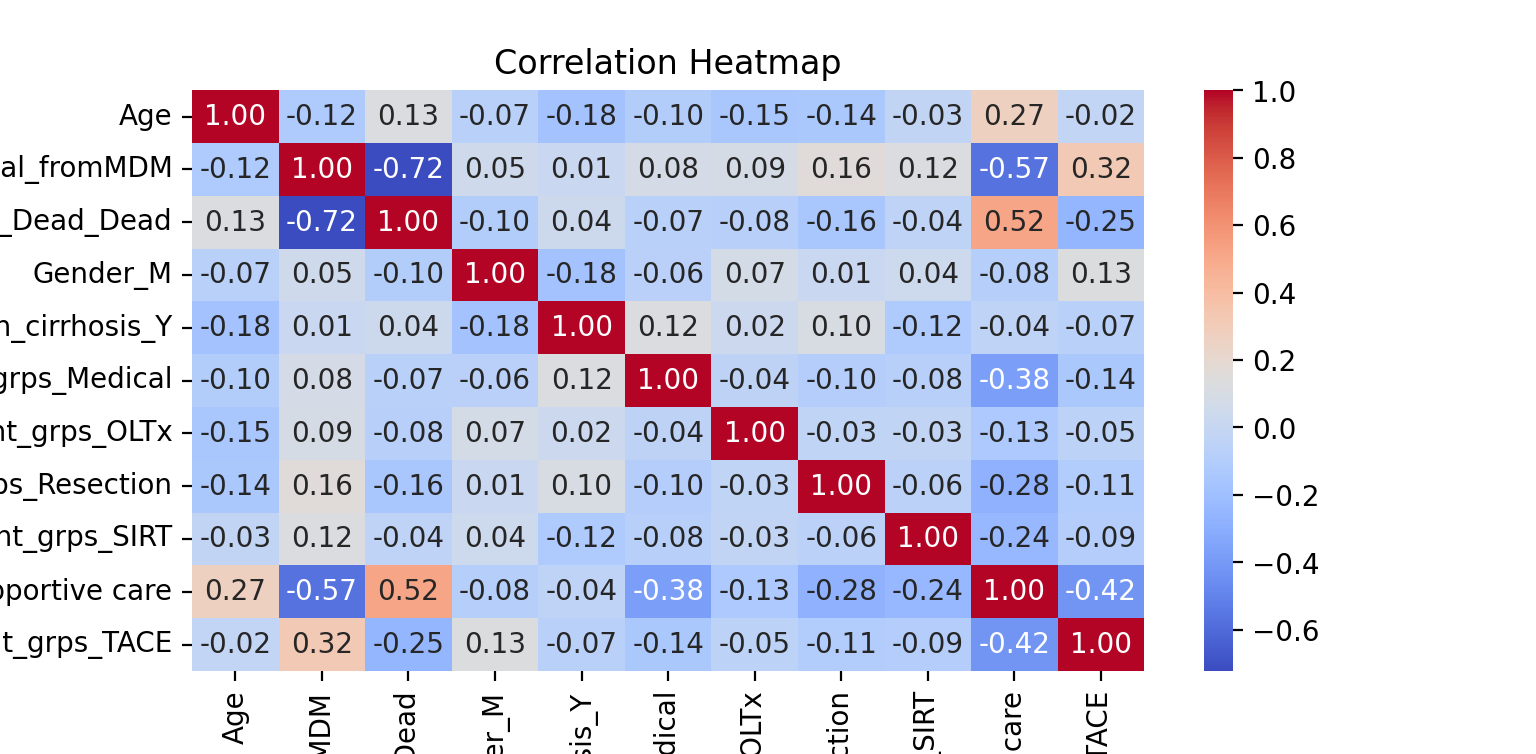 Correlation Heatmap
Age 1.00 -0.12 0.13 -0.07 -0.18 -0.10 -0.15 -0.14 -0.03 0.27 -0.02
al_fromMDM -0.12 1.00 -0.72 0.05 0.01 0.08 0.09 0.16 0.12 -0.57 0.32
_Dead_Dead 0.13 -0.72 1.00 -0.10 0.04 -0.07 -0.08 -0.16 -0.04 0.52 -0.25
Gender_M -0.07 0.05 -0.10 1.00 -0.18 -0.06 0.07 0.01 0.04 -0.08 0.13
n_cirrhosis_Y -0.18 0.01 0.04 -0.18 1.00 0.12 0.02 0.10 -0.12 -0.04 -0.07
grps_Medical -0.10 0.08 -0.07 -0.06 0.12 1.00 -0.04 -0.10 -0.08 -0.38 -0.14
nt_grps_OLTx -0.15 0.09 -0.08 0.07 0.02 -0.04 1.00 -0.03 -0.03 -0.13 -0.05
ps_Resection -0.14 0.16 -0.16 0.01 0.10 -0.10 -0.03 1.00 -0.06 -0.28 -0.11
nt_grps_SIRT -0.03 0.12 -0.04 0.04 -0.12 -0.08 -0.03 -0.06 1.00 -0.24 -0.09
pportive care 0.27 -0.57 0.52 -0.08 -0.04 -0.38 -0.13 -0.28 -0.24 1.00 -0.42
t_grps_TACE -0.02 0.32 -0.25 0.13 -0.07 -0.14 -0.05 -0.11 -0.09 -0.42 1.00
Age
MDM
Dead
er_M
sis_Y
dical
OLTx
ction
_SIRT
care
TACE
1.0
0.8
0.6
0.4
0.2
0.0
−0.2
−0.4
−0.6